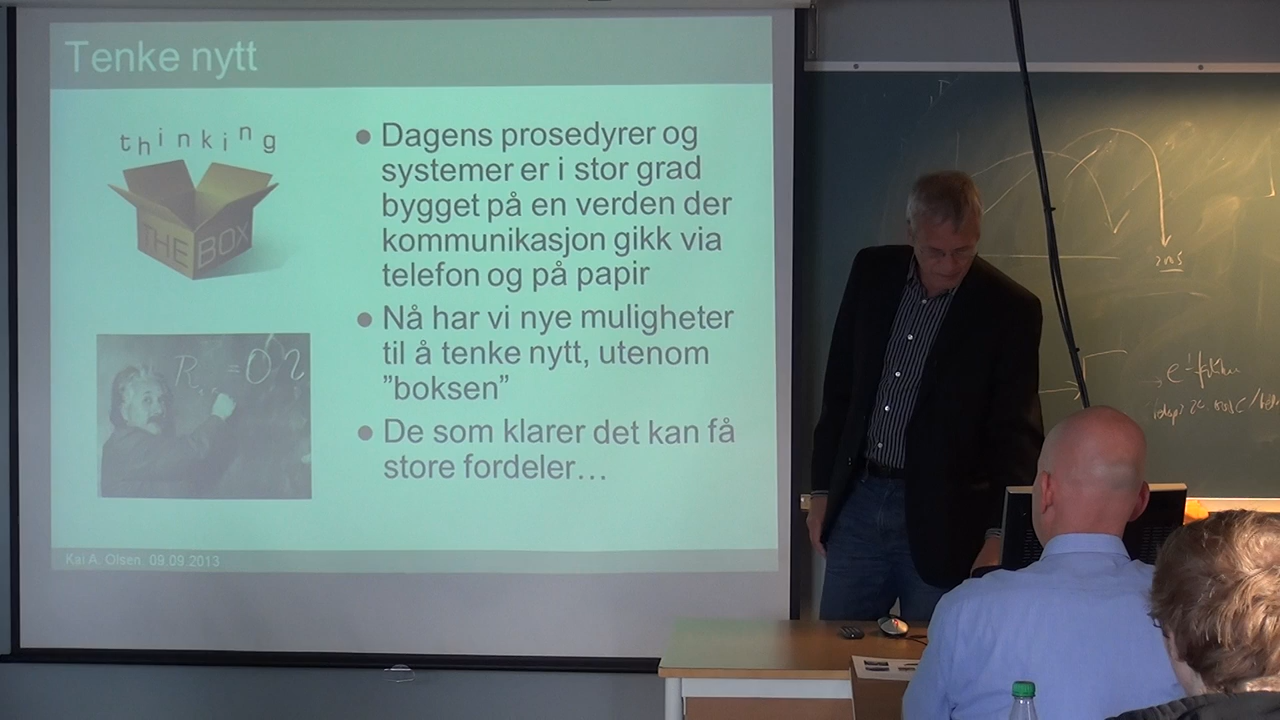 Tenke nytt
thinking
THE BOX
● Dagens prosedyrer og
systemer er i stor grad
bygget på en verden der
kommunikasjon gikk via
telefon og på papir
● Nå har vi nye muligheter
til å tenke nytt, utenom
”boksen”
● De som klarer det kan få
store fordeler…
Kai A. Olsen. 09.09.2013